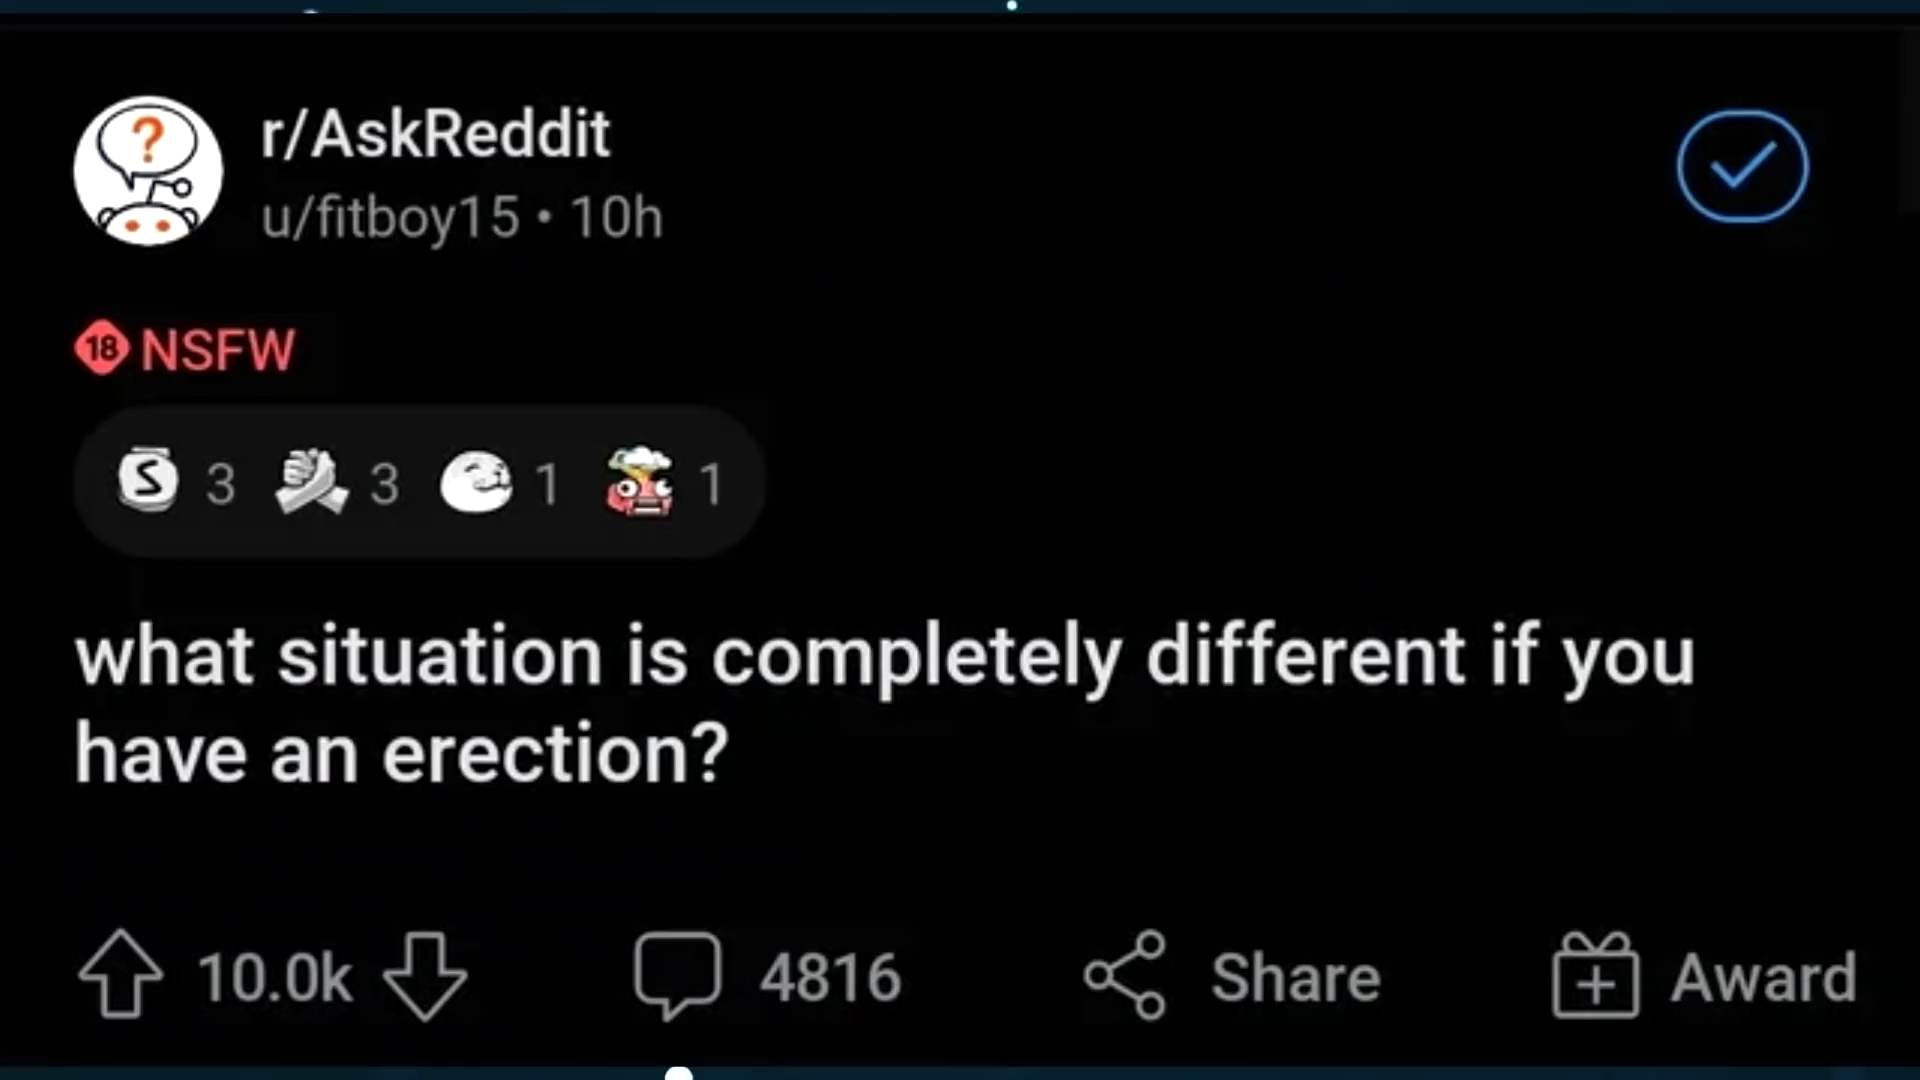 ?
r/AskReddit
u/fitboy15 • 10h
18 NSFW
S 3 3 1 1
what situation is completely different if you
have an erection?
10.0k 4816 Share Award